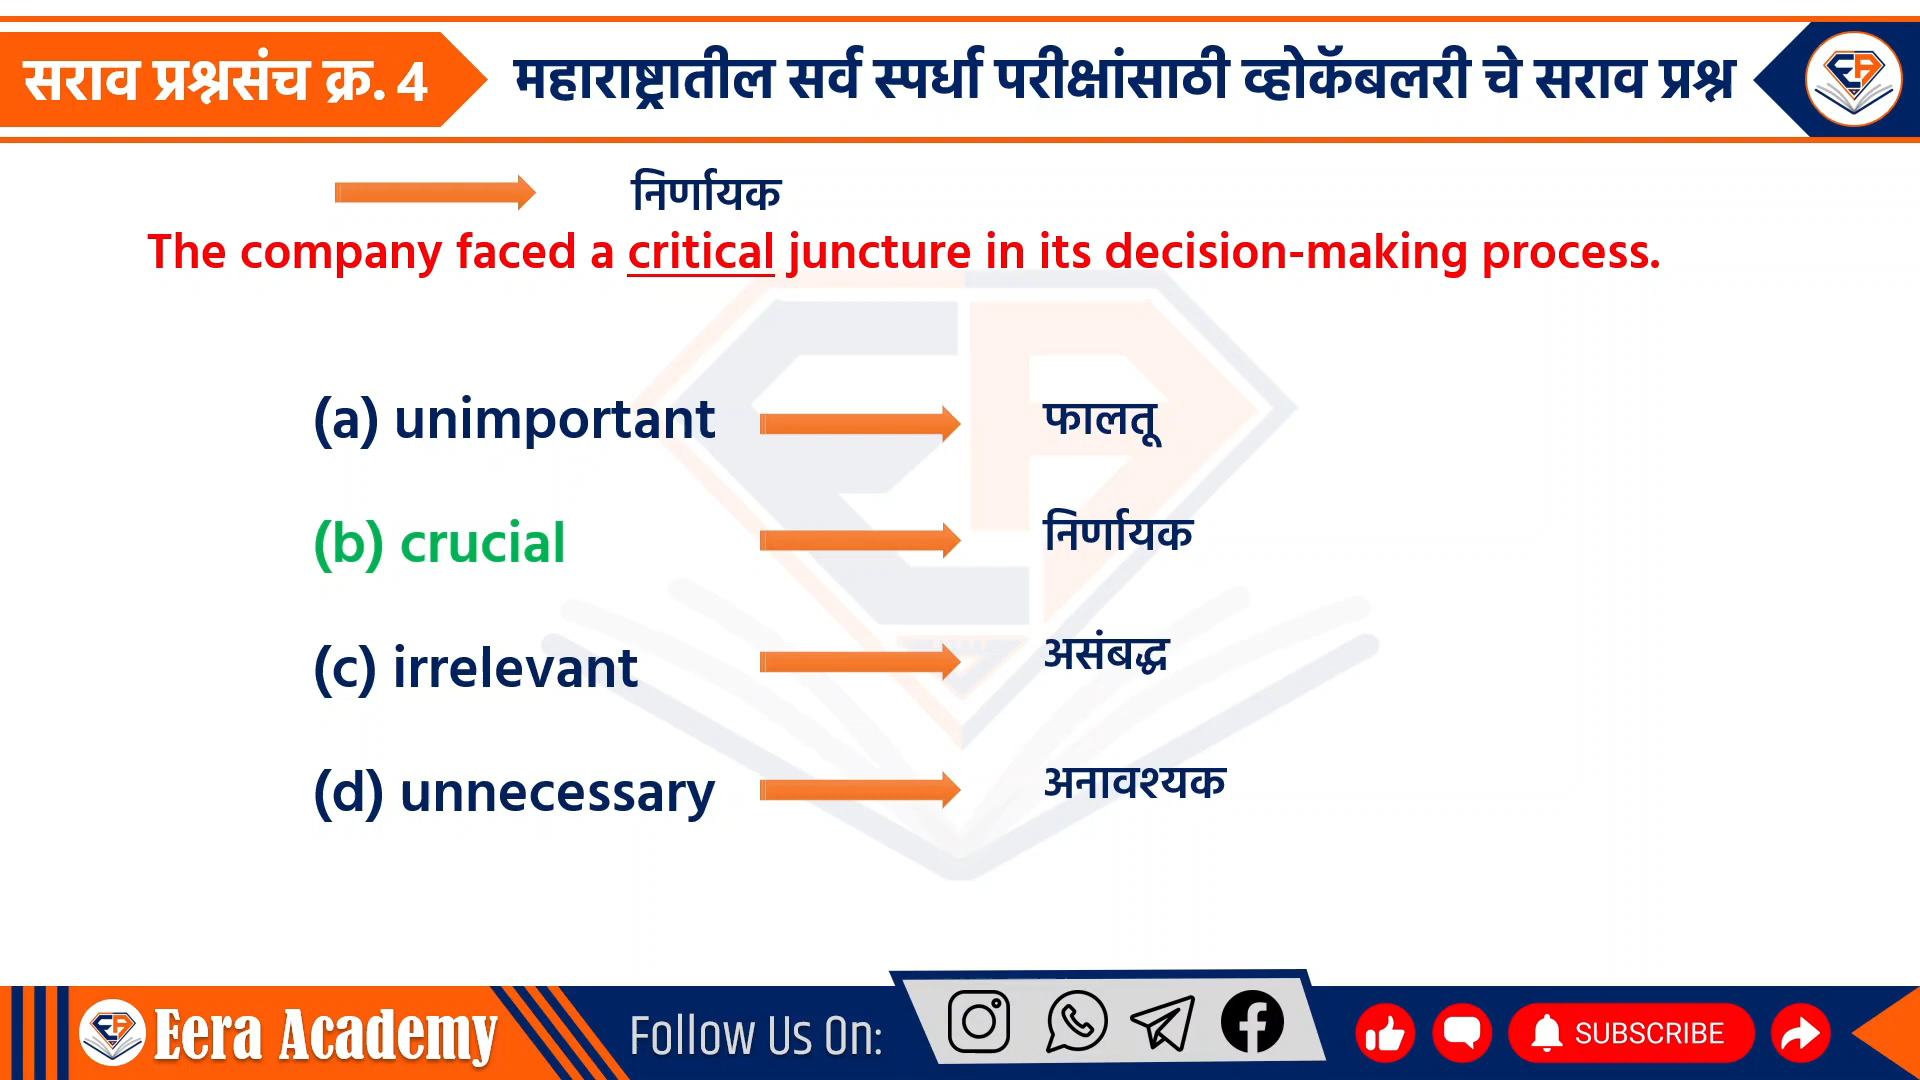 सराव प्रश्नसंच क्र. 4
महाराष्ट्रातील सर्व स्पर्धा परीक्षांसाठी व्होकॅबलरी चे सराव प्रश्न
निर्णायक
The company faced a critical juncture in its decision-making process.
(a) unimportant फालतू
(b) crucial निर्णायक
(c) irrelevant असंबद्ध
(d) unnecessary अनावश्यक
Eera Academy Follow Us On: SUBSCRIBE